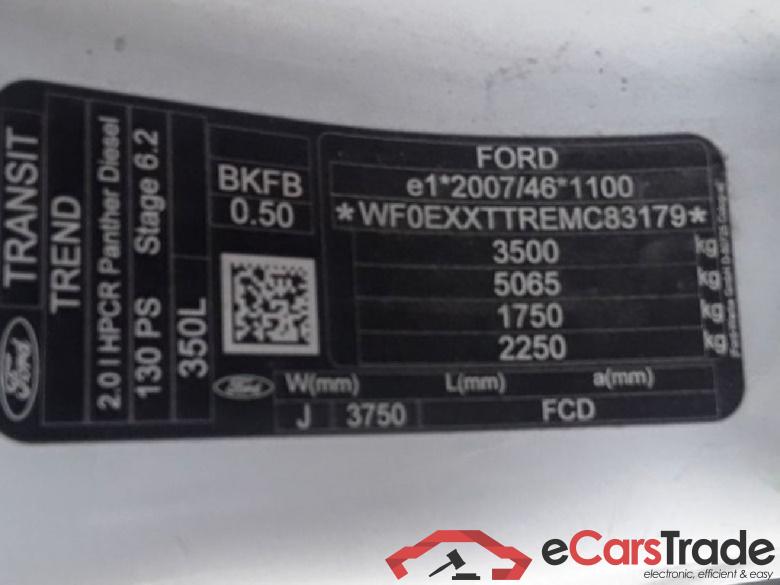 Ford
TRANSIT
TREND
2.0 l HPCR Panther Diesel
130 PS Stage 6.2
350L
BKFB
0.50
FORD
e1*2007/46*1100
*WF0EXXTTREMC83179*
3500 kg
5065 kg
1750 kg
2250 kg
Ford W(mm) L(mm) a(mm)
J 3750 FCD
eCarsTrade
electronic, efficient & easy